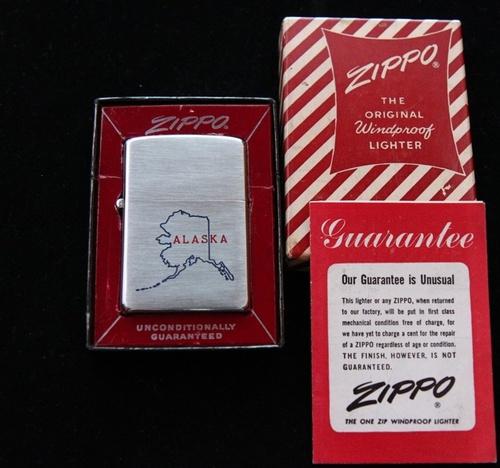 ZIPPO
ALASKA
UNCONDITIONALLY
GUARANTEED
ZIPPO®
THE
ORIGINAL
Windproof
LIGHTER
Guarantee
Our Guarantee is Unusual
This lighter or any ZIPPO, when returned
to our factory, will be put in first class
mechanical condition free of charge, for
we have yet to charge a cent for the repair
of a ZIPPO regardless of age or condition.
THE FINISH, HOWEVER, IS NOT
GUARANTEED.
ZIPPO®
THE ONE ZIP WINDPROOF LIGHTER